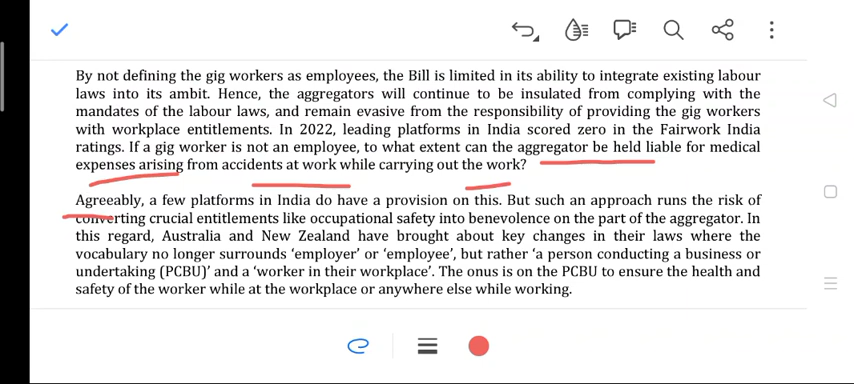 By not defining the gig workers as employees, the Bill is limited in its ability to integrate existing labour
laws into its ambit. Hence, the aggregators will continue to be insulated from complying with the
mandates of the labour laws, and remain evasive from the responsibility of providing the gig workers
with workplace entitlements. In 2022, leading platforms in India scored zero in the Fairwork India
ratings. If a gig worker is not an employee, to what extent can the aggregator be held liable for medical
expenses arising from accidents at work while carrying out the work?
Agreeably, a few platforms in India do have a provision on this. But such an approach runs the risk of
converting crucial entitlements like occupational safety into benevolence on the part of the aggregator. In
this regard, Australia and New Zealand have brought about key changes in their laws where the
vocabulary no longer surrounds ‘employer’ or ‘employee’, but rather ‘a person conducting a business or
undertaking (PCBU)’ and a ‘worker in their workplace’. The onus is on the PCBU to ensure the health and
safety of the worker while at the workplace or anywhere else while working.